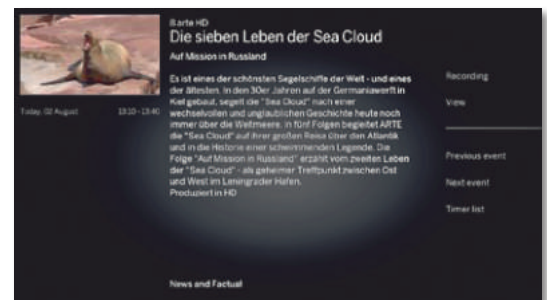 8 arte HD
Die sieben Leben der Sea Cloud
Auf Mission in Russland
Es ist eines der schönsten Segelschiffe der Welt - und eines
der ältesten. In den 30er Jahren auf der Germaniawerft in
Kiel gebaut, segelt die "Sea Cloud" nach einer
wechselvollen und unglaublichen Geschichte heute noch
immer über die Weltmeere. In fünf Folgen begleitet ARTE
die "Sea Cloud" auf ihrer großen Reise über den Atlantik
und in die Historie einer schwimmenden Legende. Die
Folge "Auf Mission in Russland" erzählt vom zweiten Leben
der "Sea Cloud" - als geheimer Treffpunkt zwischen Ost
und West im Leningrader Hafen.
Produziert in HD
Today, 02 August 13:10 - 13:40
Recording
View
Previous event
Next event
Timer list
News and Factual